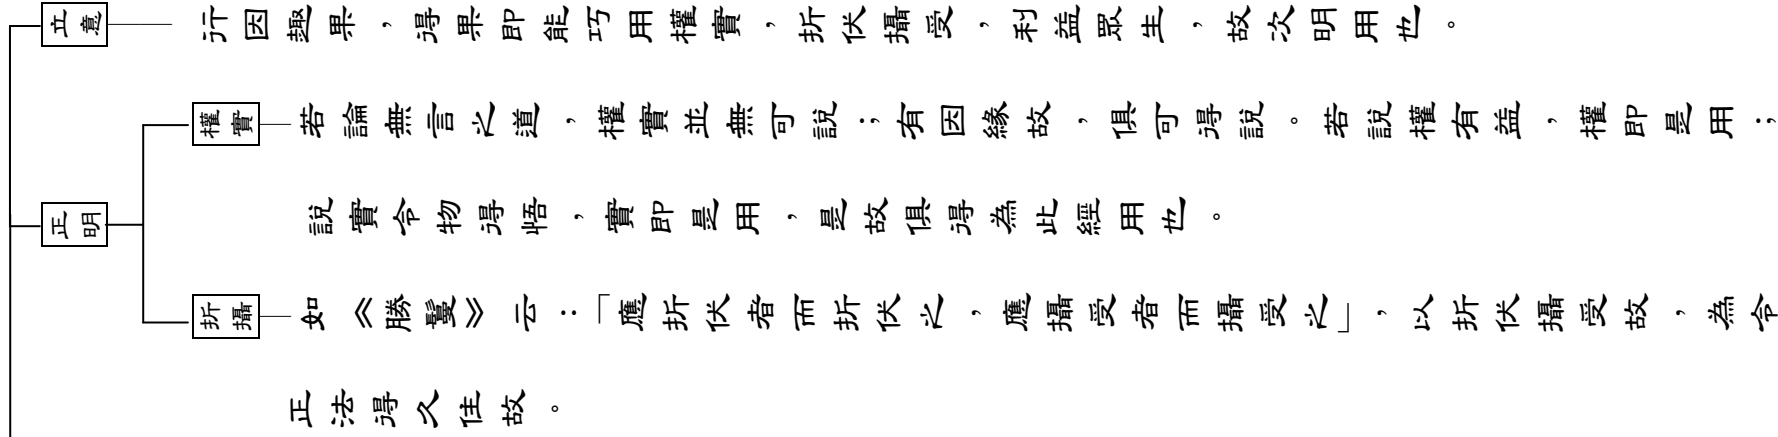 立意
行因趣果，得果即能巧用權實，折伏攝受，利益眾生，故次明用也。
正明
權實
若論無言之道，權實並無可說；有因緣故，俱可得說。若說權有益，權即是用；
說實令物得悟，實即是用，是故俱得為此經用也。
折攝
如《勝鬘》云：「應折伏者而折伏之，應攝受者而攝受之」，以折伏攝受故，為令
正法得久住故。